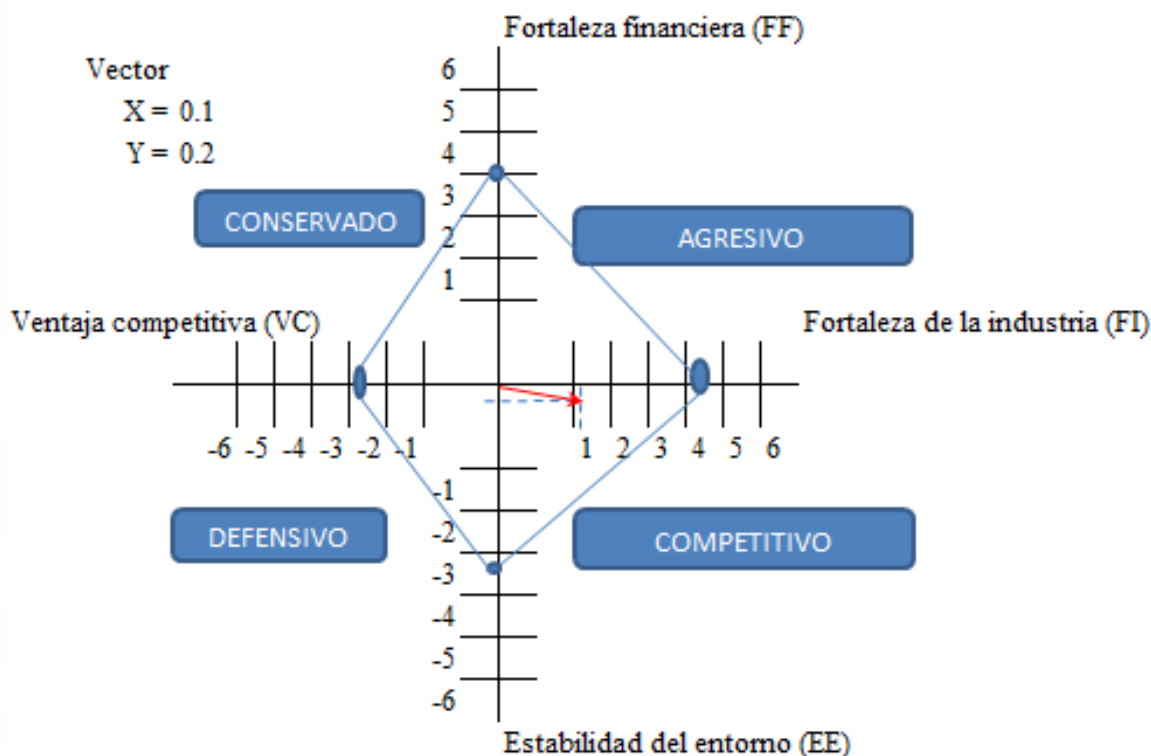 Fortaleza financiera (FF)
Vector
X = 0.1
Y = 0.2
6
5
4
3
2
1
CONSERVADO
AGRESIVO
Ventaja competitiva (VC)
Fortaleza de la industria (FI)
-6 -5 -4 -3 -2 -1
1 2 3 4 5 6
-1
-2
-3
-4
-5
-6
DEFENSIVO
COMPETITIVO
Estabilidad del entorno (EE)